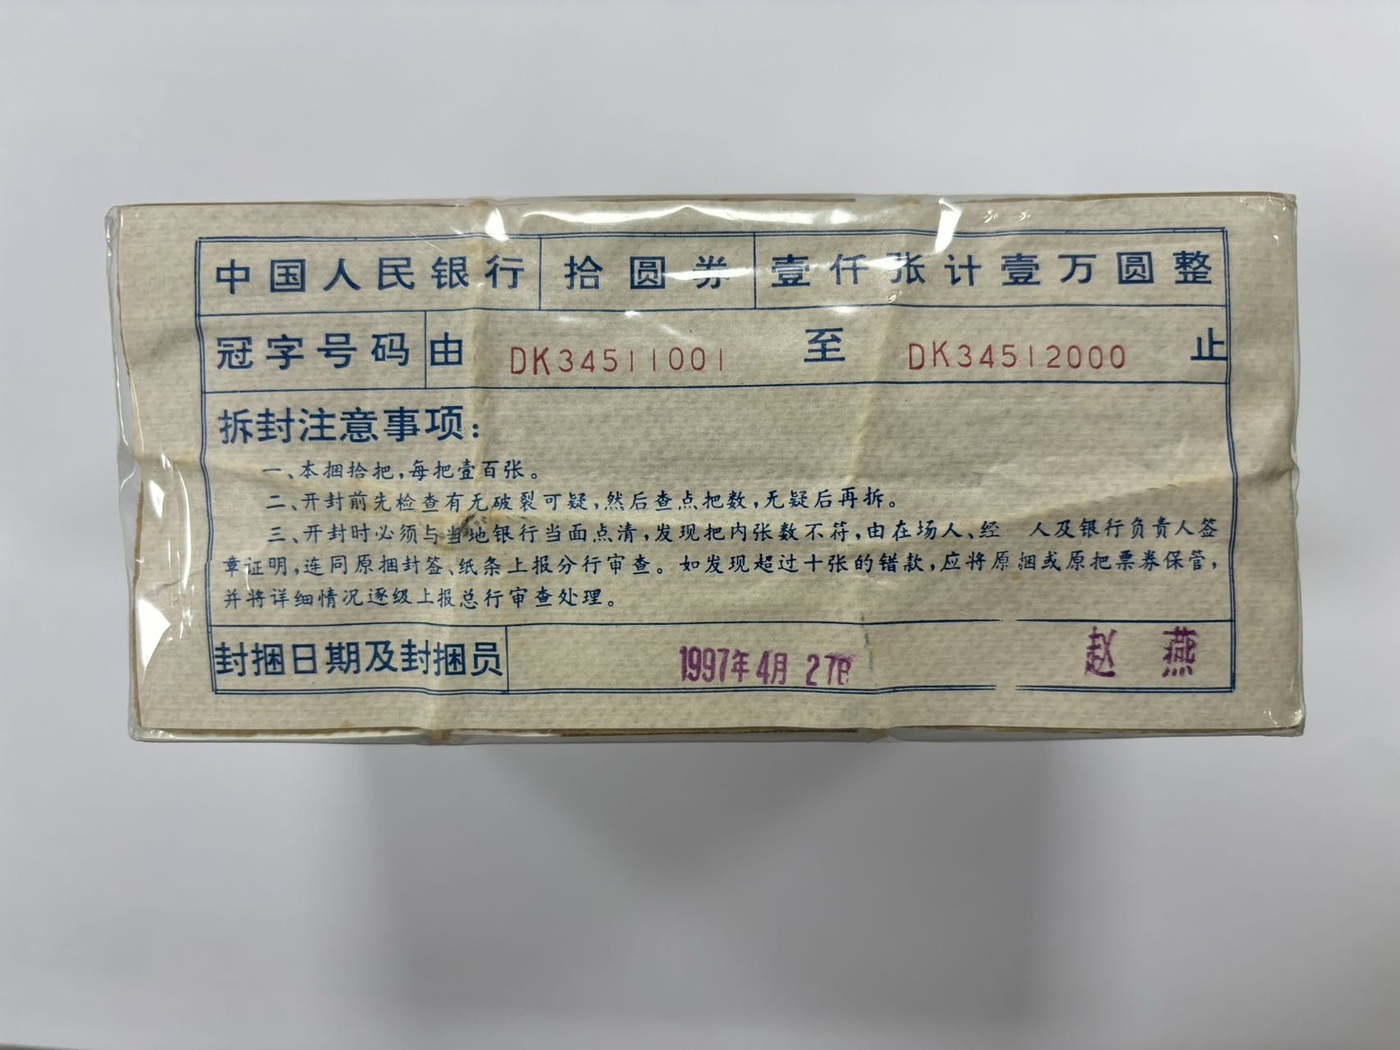 中国人民银行 拾圆券 壹仟张计壹万圆整
冠字号码 由 DK34511001 至 DK34512000 止
拆封注意事项：
一、本捆拾把，每把壹百张。
二、开封前先检查有无破裂可疑，然后查点把数，无疑后再拆。
三、开封时必须与当地银行当面点清，发现把内张数不符，由在场人、经 人及银行负责人签
章证明，连同原捆封签、纸条上报分行审查。如发现超过十张的错款，应将原捆或原把票券保管，
并将详细情况逐级上报总行审查处理。
封捆日期及封捆员 1997年4月27日 赵燕